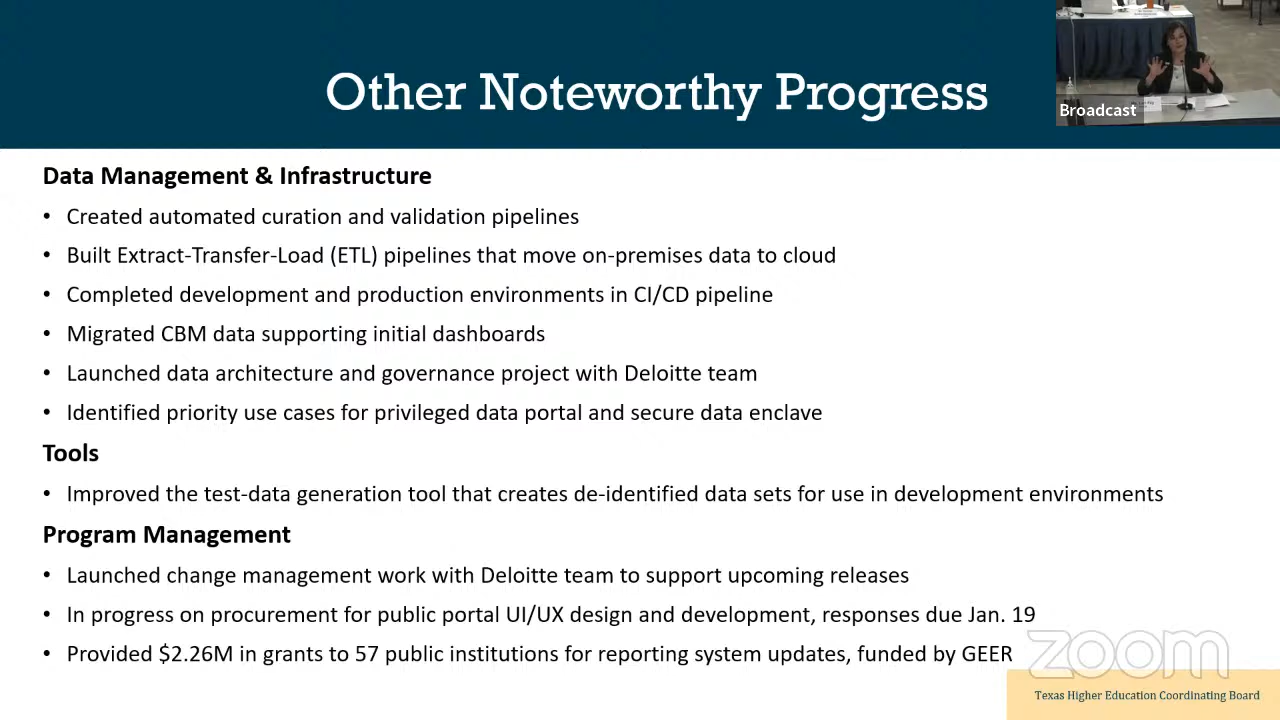 Other Noteworthy Progress
Broadcast
Data Management & Infrastructure
• Created automated curation and validation pipelines
• Built Extract-Transfer-Load (ETL) pipelines that move on-premises data to cloud
• Completed development and production environments in CI/CD pipeline
• Migrated CBM data supporting initial dashboards
• Launched data architecture and governance project with Deloitte team
• Identified priority use cases for privileged data portal and secure data enclave
Tools
• Improved the test-data generation tool that creates de-identified data sets for use in development environments
Program Management
• Launched change management work with Deloitte team to support upcoming releases
• In progress on procurement for public portal UI/UX design and development, responses due Jan. 19
• Provided $2.26M in grants to 57 public institutions for reporting system updates, funded by GEER
zoom
Texas Higher Education Coordinating Board